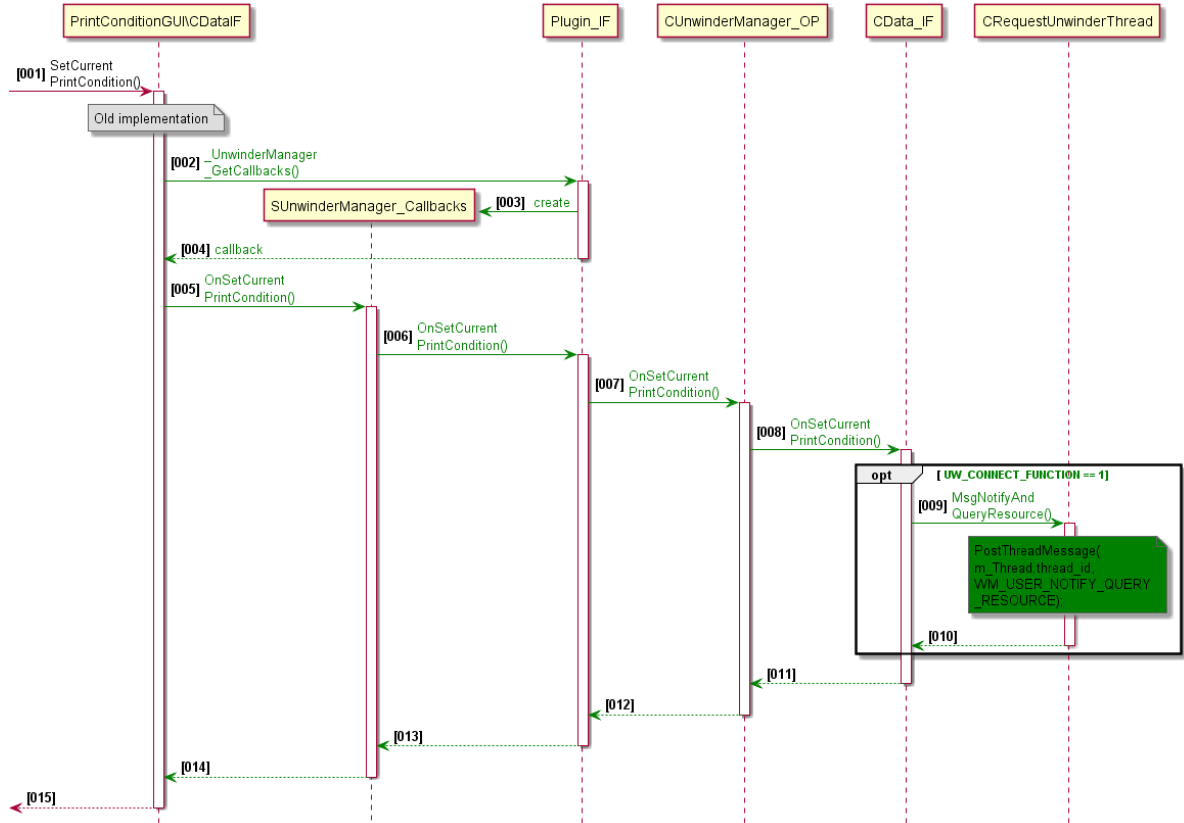 PrintConditionGUI\CDataIF
Plugin_IF
CUnwinderManager_OP
CData_IF
CRequestUnwinderThread
[001] SetCurrent
PrintCondition()
Old implementation
[002] _UnwinderManager
_GetCallbacks()
SUnwinderManager_Callbacks
[003] create
[004] callback
[005] OnSetCurrent
PrintCondition()
[006] OnSetCurrent
PrintCondition()
[007] OnSetCurrent
PrintCondition()
[008] OnSetCurrent
PrintCondition()
opt [ UW_CONNECT_FUNCTION == 1]
[009] MsgNotifyAnd
QueryResource()
PostThreadMessage(
m_Thread.thread_id,
WM_USER_NOTIFY_QUERY
_RESOURCE);
[010]
[011]
[012]
[013]
[014]
[015]